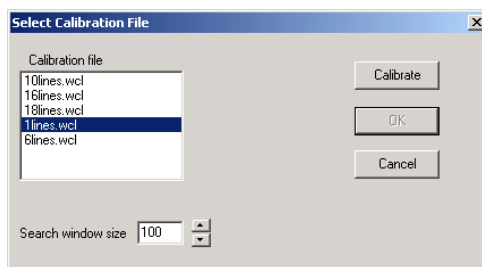 Select Calibration File
Calibration file
10lines.wcl
16lines.wcl
18lines.wcl
1lines.wcl
6lines.wcl
Calibrate
OK
Cancel
Search window size 100